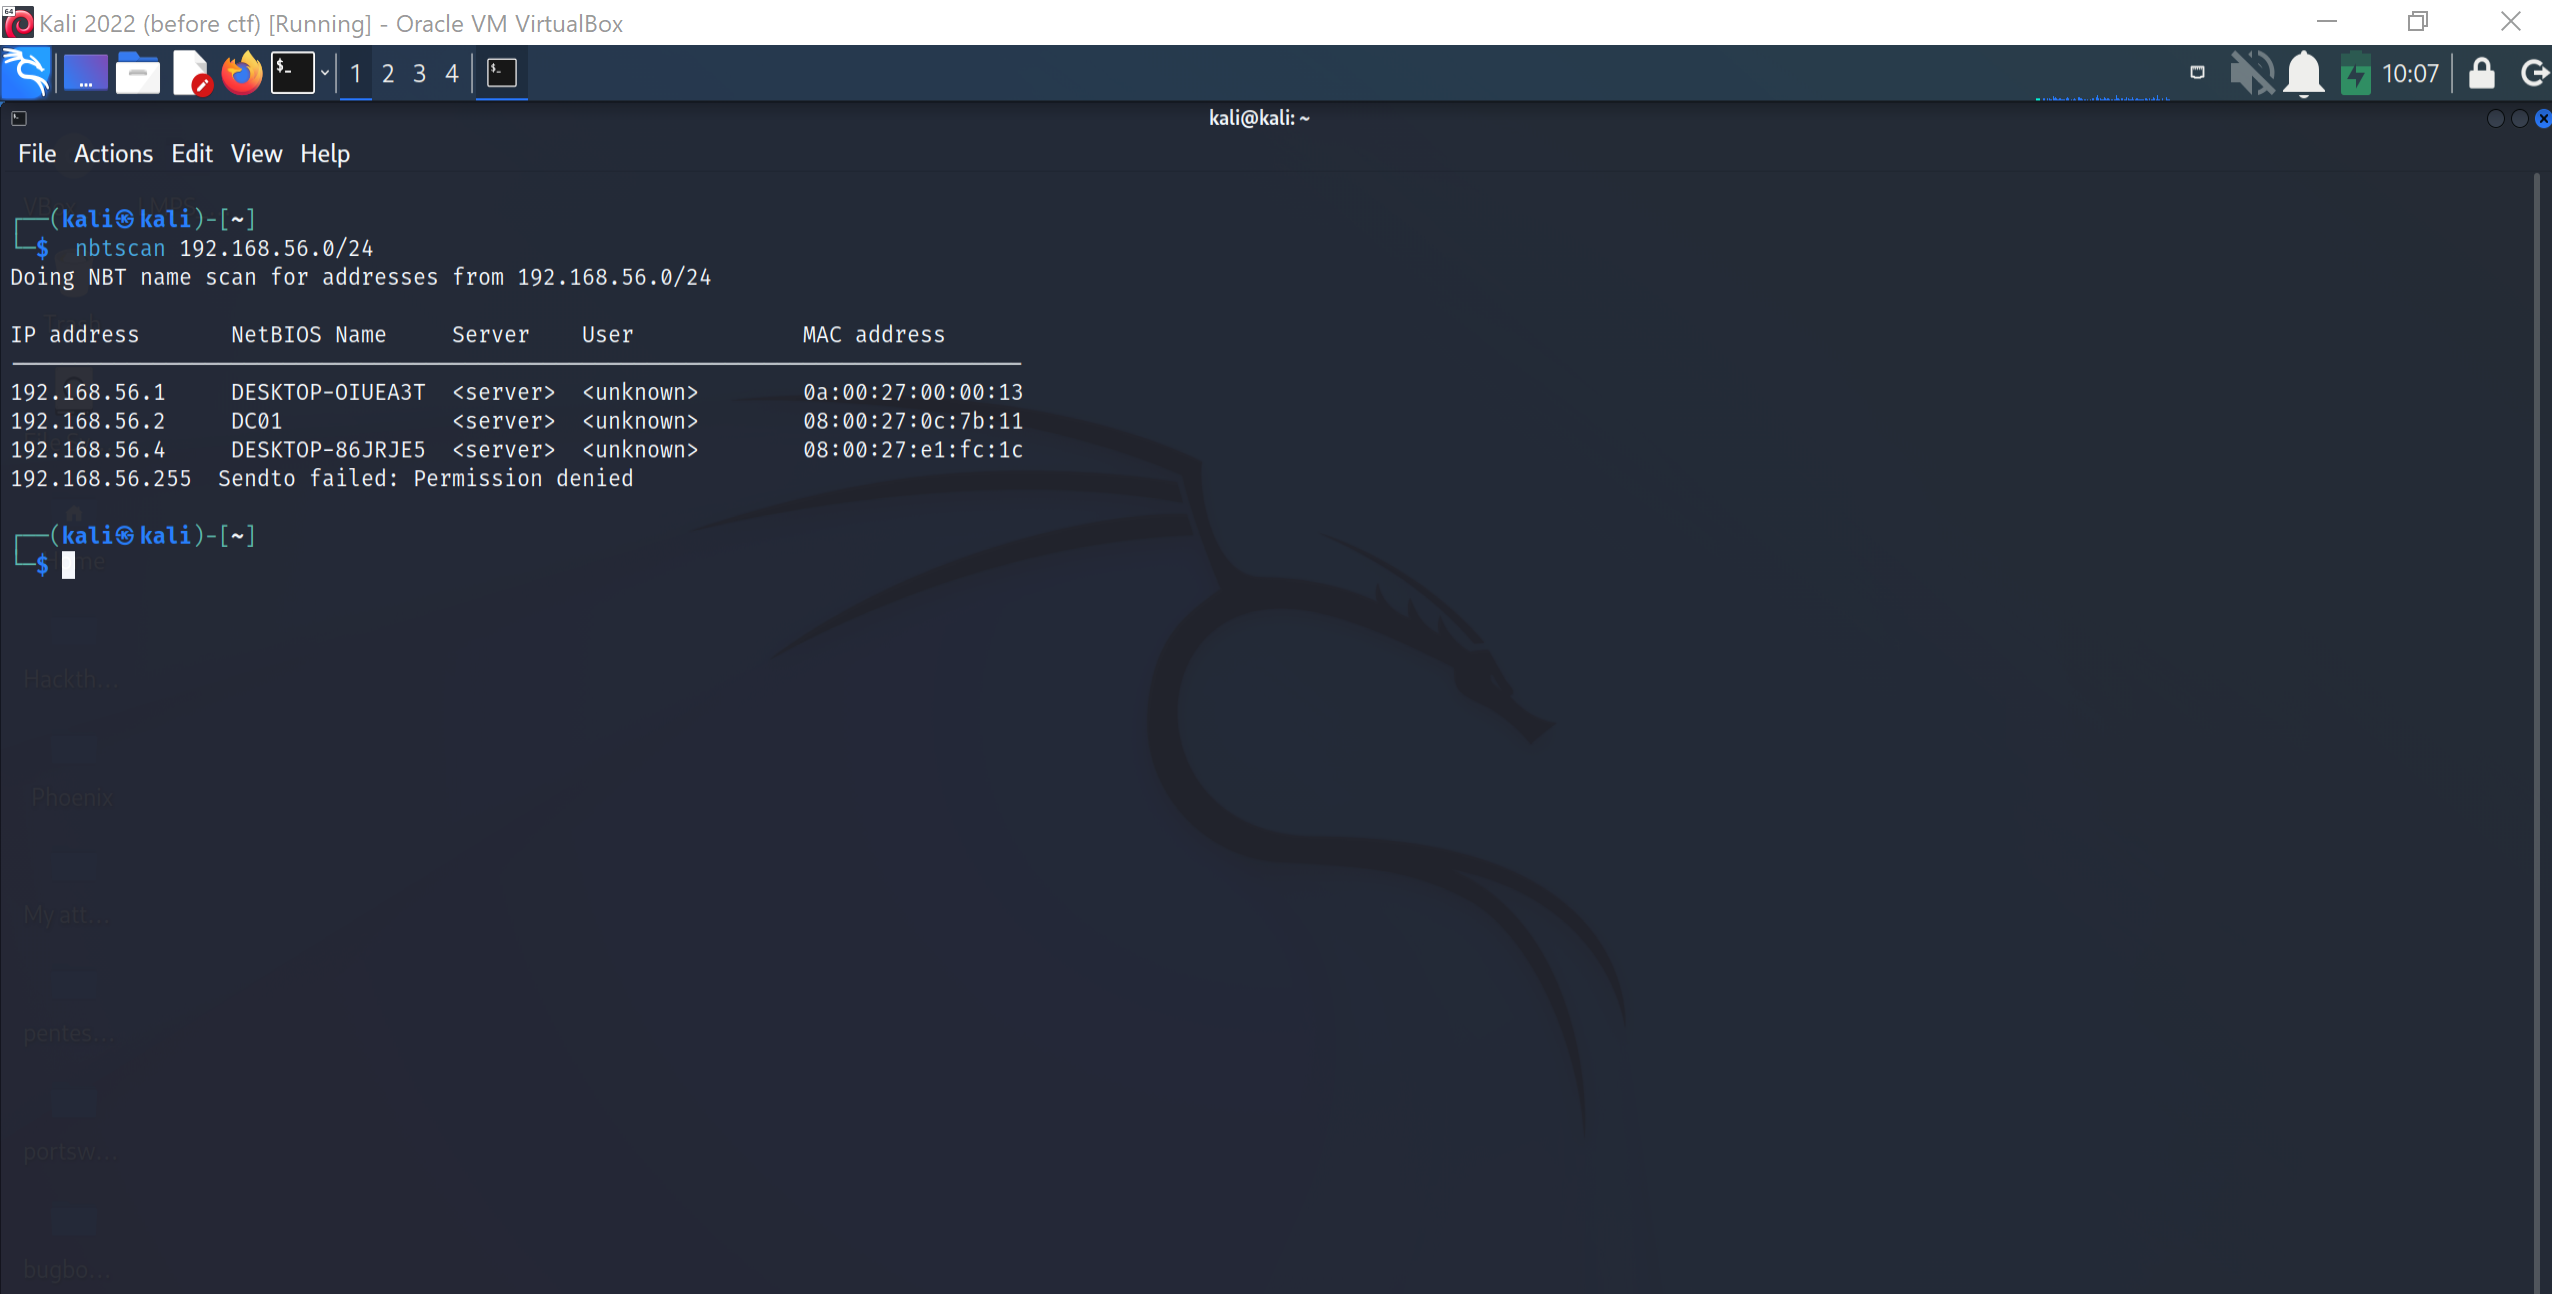 64
Kali 2022 (before ctf) [Running] - Oracle VM VirtualBox
$- 1 2 3 4 $- 10:07
kali@kali: ~
File Actions Edit View Help
┌──(kali㉿kali)-[~]
└─$ nbtscan 192.168.56.0/24
Doing NBT name scan for addresses from 192.168.56.0/24
Trash
IP address NetBIOS Name Server User MAC address
192.168.56.1 DESKTOP-OIUEA3T <server> <unknown> 0a:00:27:00:00:13
192.168.56.2 DC01 <server> <unknown> 08:00:27:0c:7b:11
192.168.56.4 DESKTOP-86JRJE5 <server> <unknown> 08:00:27:e1:fc:1c
192.168.56.255 Sendto failed: Permission denied
┌──(kali㉿kali)-[~]
└─$
Home
Hackth...
Phoenix
My att...
pentes...
portsw...
bugbo...